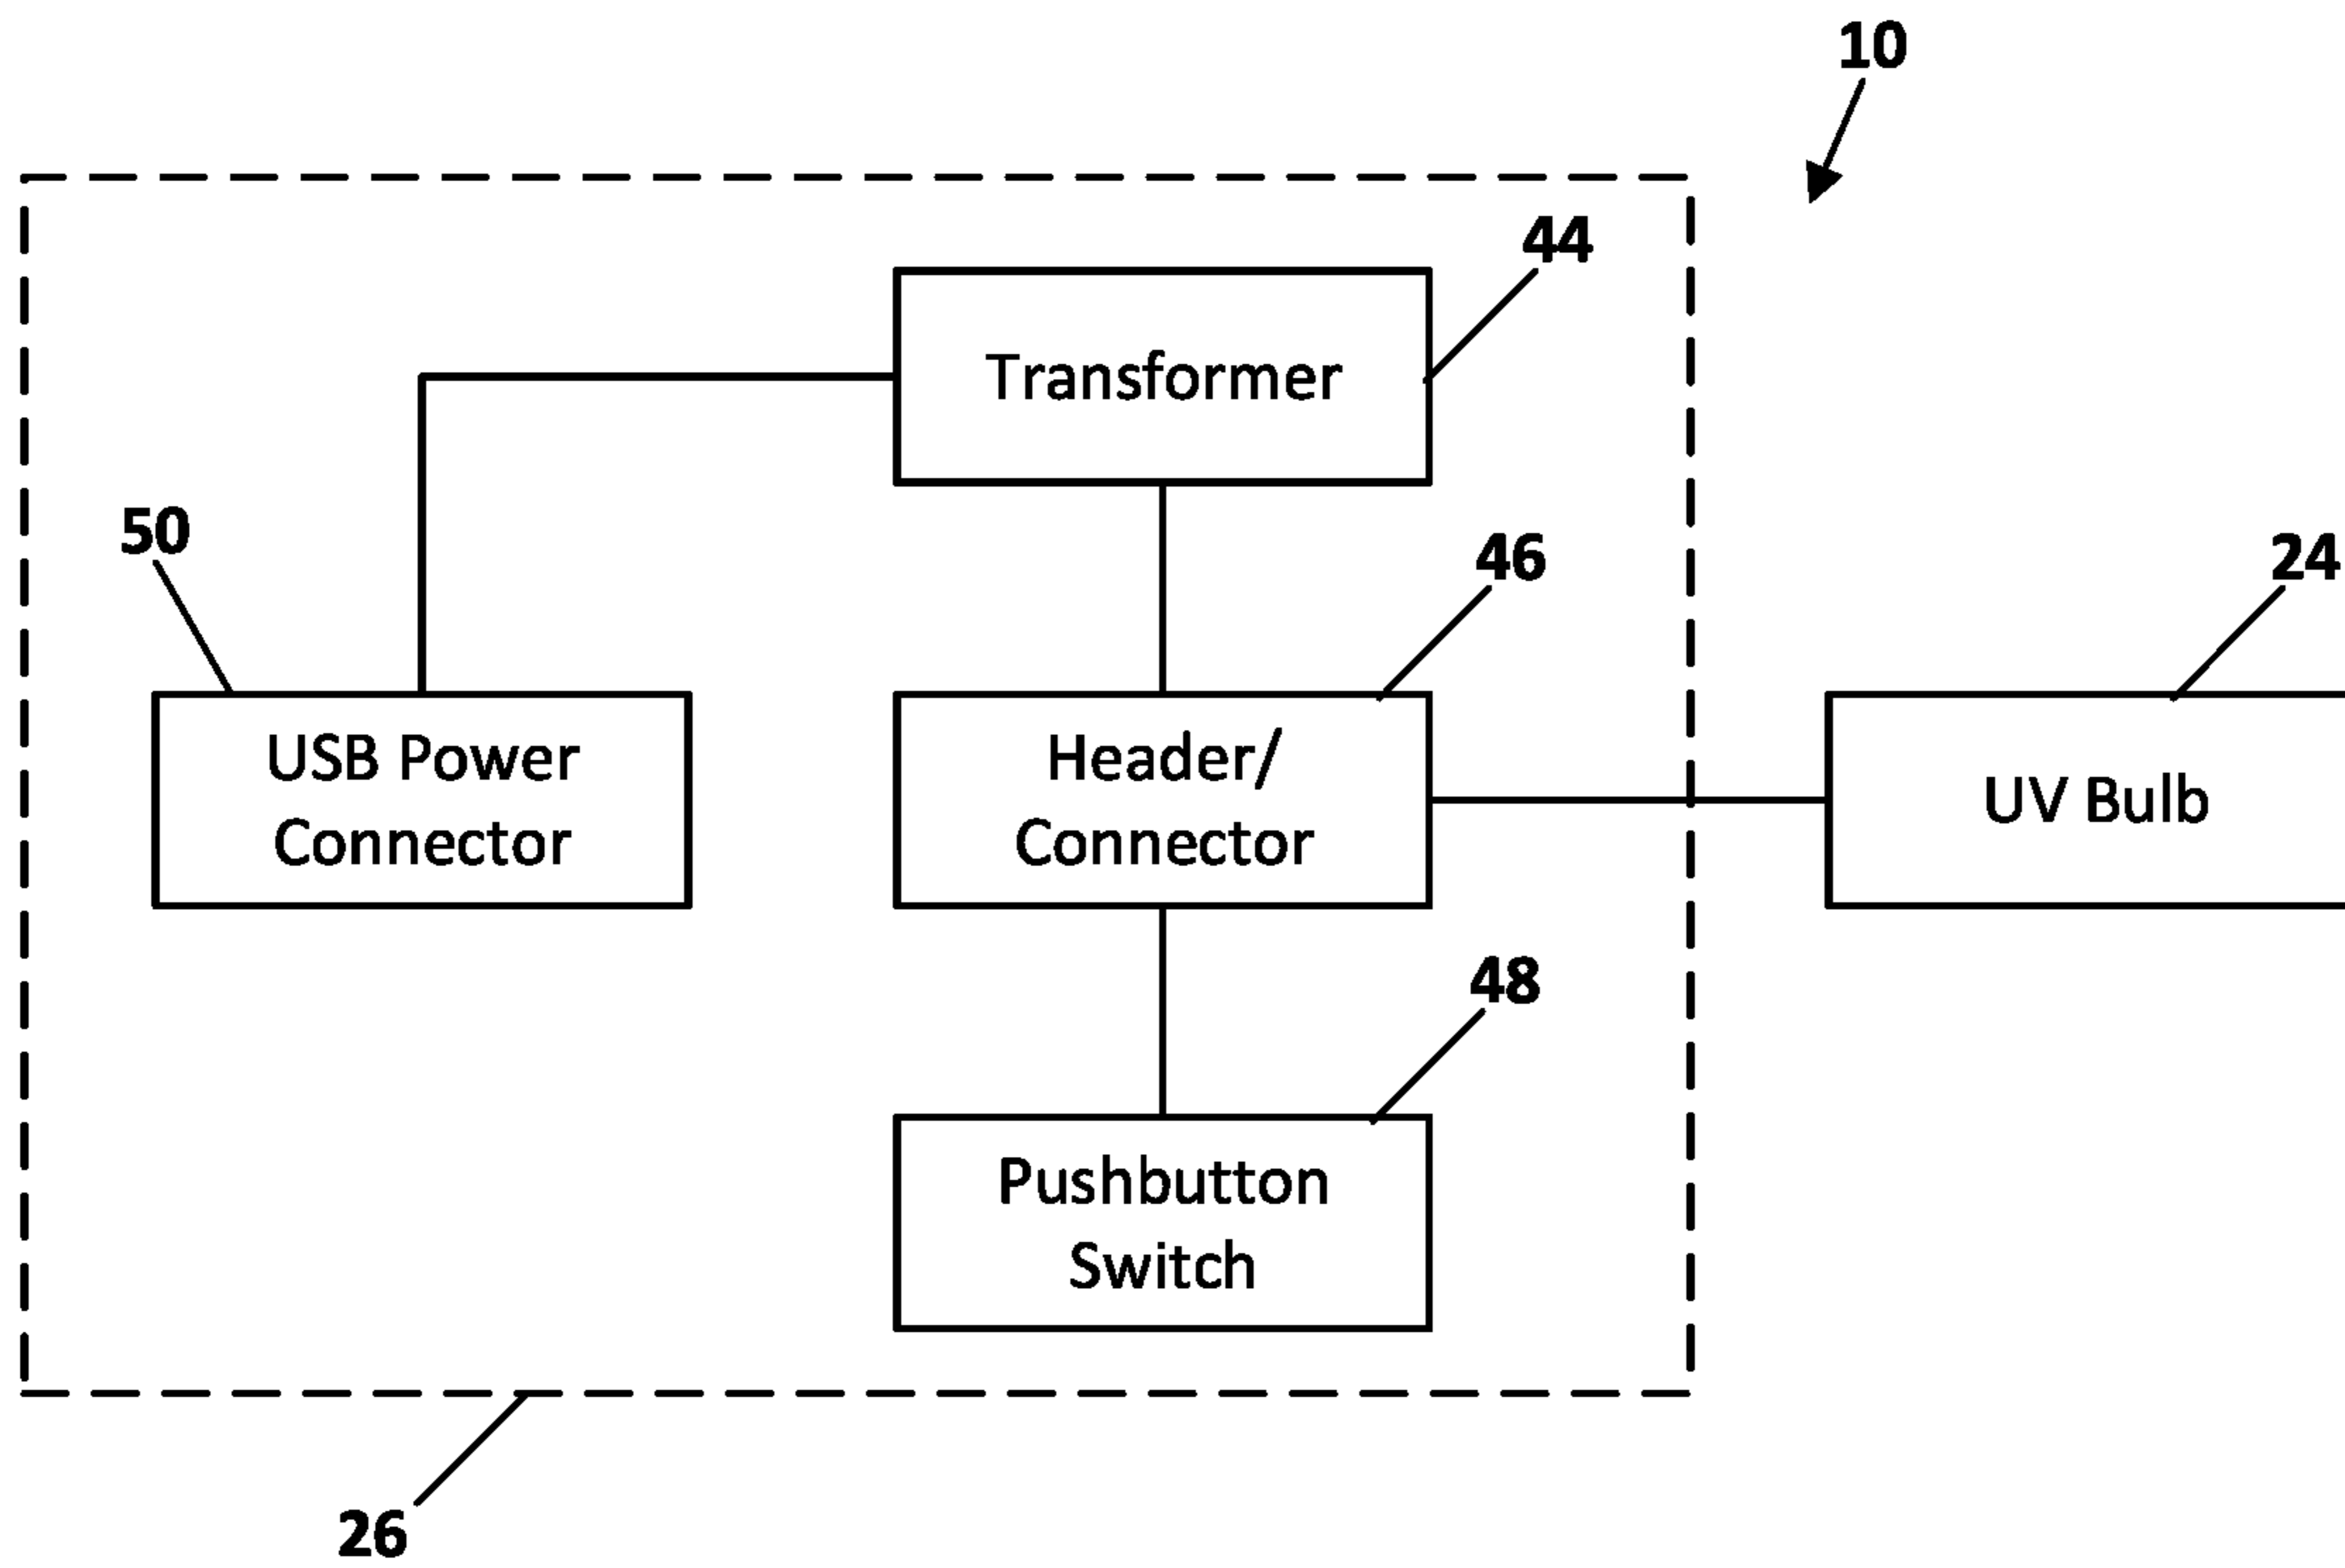 10
44
Transformer
50
46
24
USB Power
Connector
Header/
Connector
UV Bulb
48
Pushbutton
Switch
26